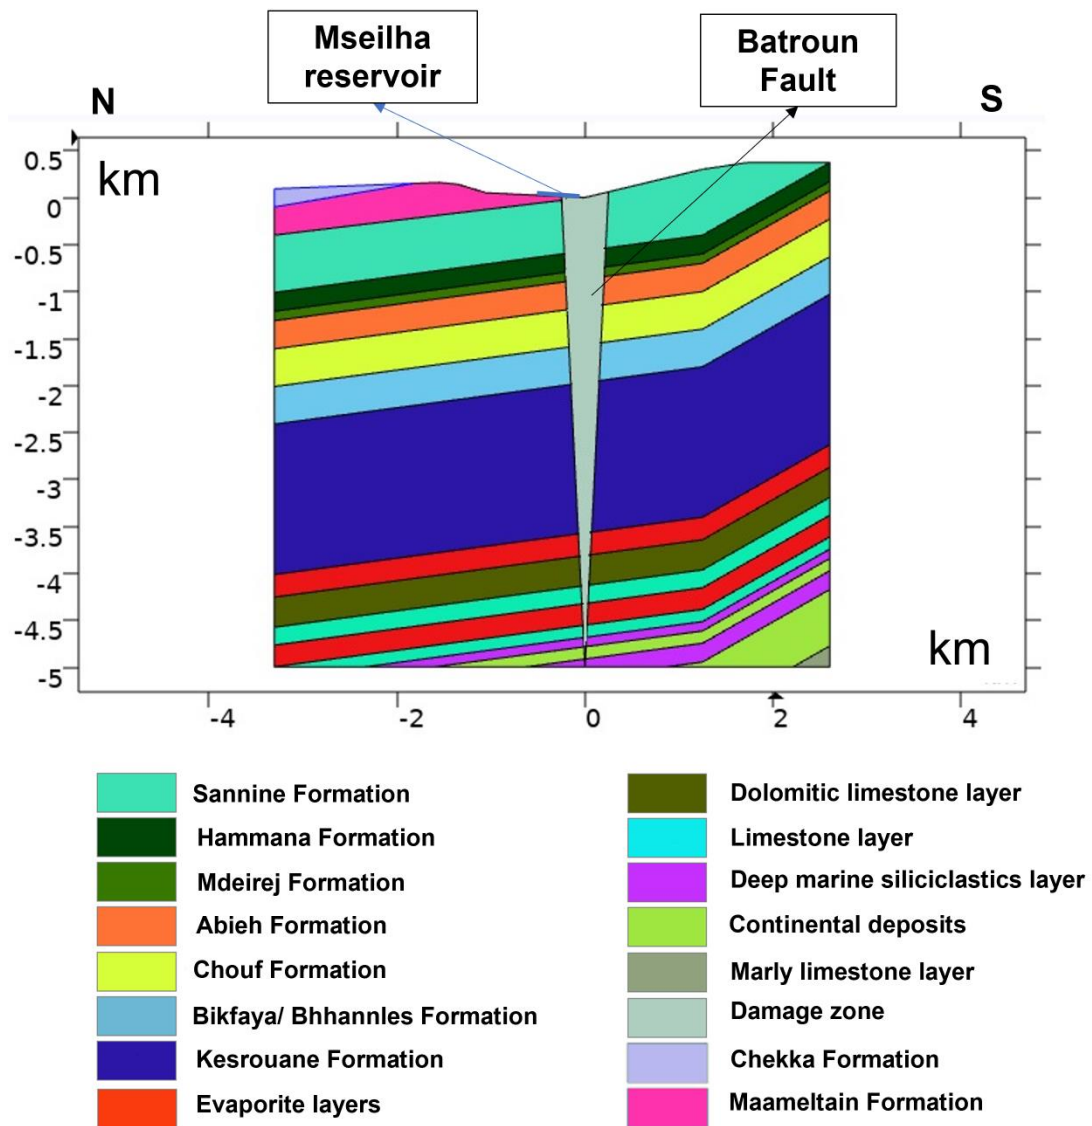 Mseilha
reservoir
Batroun
Fault
N
S
km
0.5
0
-0.5
-1
-1.5
-2
-2.5
-3
-3.5
-4
-4.5
-5
km
-4
-2
0
2
4
Sannine Formation
Hammana Formation
Mdeirej Formation
Abieh Formation
Chouf Formation
Bikfaya/ Bhhannles Formation
Kesrouane Formation
Evaporite layers
Dolomitic limestone layer
Limestone layer
Deep marine siliciclastics layer
Continental deposits
Marly limestone layer
Damage zone
Chekka Formation
Maameltain Formation